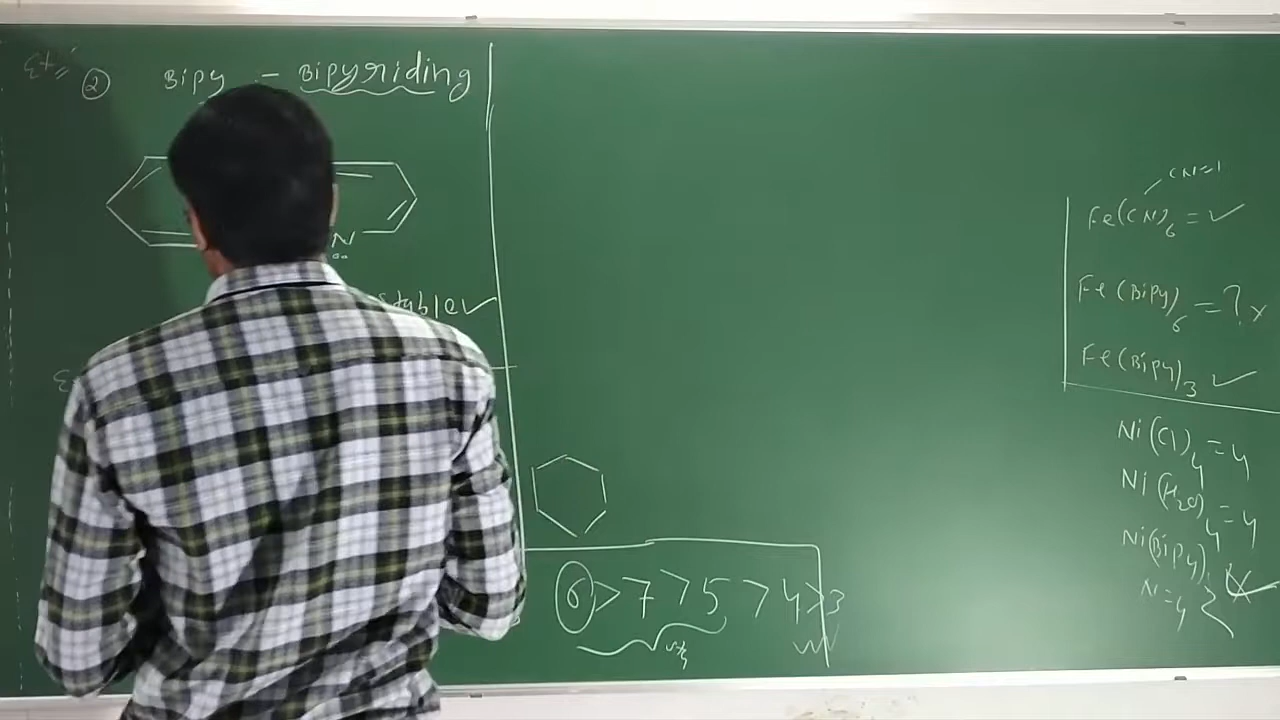 ② Bipy - Bipyriding
N
stable ✓
6 > 7 > 5 > 4 > 3
CN=1
Fe(CN)6 = ✓
Fe(Bipy)6 = ? x
Fe(Bipy)3 ✓
Ni(Cl)4 = 4
Ni(H2O)4 = 4
Ni(Bipy)
N=4